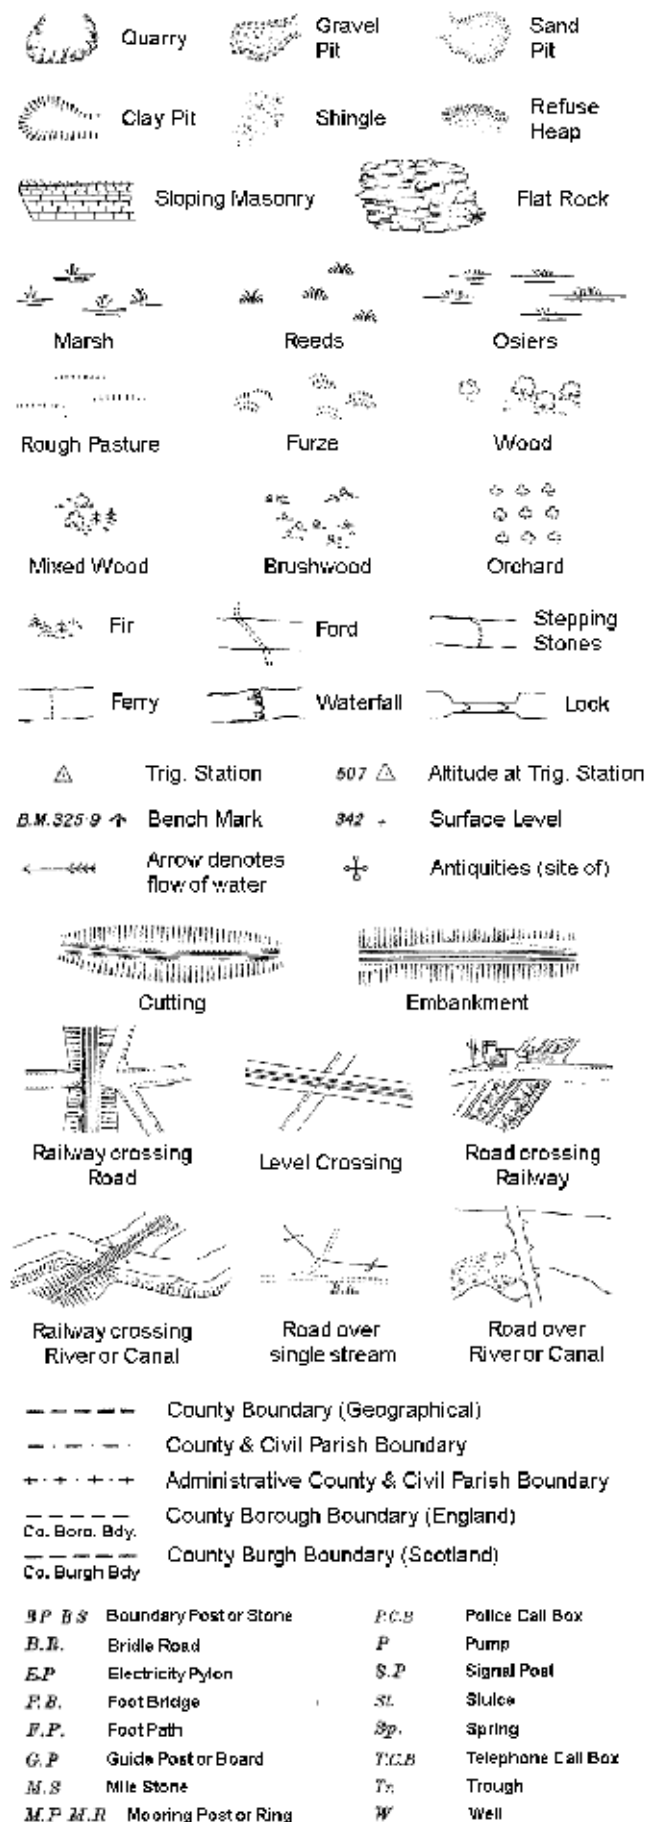 Quarry
Gravel Pit
Sand Pit
Clay Pit
Shingle
Refuse Heap
Sloping Masonry
Flat Rock
Marsh
Reeds
Osiers
Rough Pasture
Furze
Wood
Mixed Wood
Brushwood
Orchard
Fir
Ford
Stepping Stones
Ferry
Waterfall
Lock
Trig. Station
507
Altitude at Trig. Station
B.M.325·9
Bench Mark
342
Surface Level
Arrow denotes
flow of water
Antiquities (site of)
Cutting
Embankment
Railway crossing
Road
Level Crossing
Road crossing
Railway
Railway crossing
River or Canal
Road over
single stream
Road over
River or Canal
County Boundary (Geographical)
County & Civil Parish Boundary
Administrative County & Civil Parish Boundary
Co. Boro. Bdy.
County Borough Boundary (England)
Co. Burgh Bdy
County Burgh Boundary (Scotland)
B P B S Boundary Post or Stone
P.C.B Police Call Box
B.R. Bridle Road
P Pump
E.P Electricity Pylon
S.P Signal Post
F.B. Foot Bridge
Sl. Sluice
F.P. Foot Path
Sp. Spring
G.P Guide Post or Board
T.C.B Telephone Call Box
M.S Mile Stone
Tr. Trough
M.P M.R Mooring Post or Ring
W Well